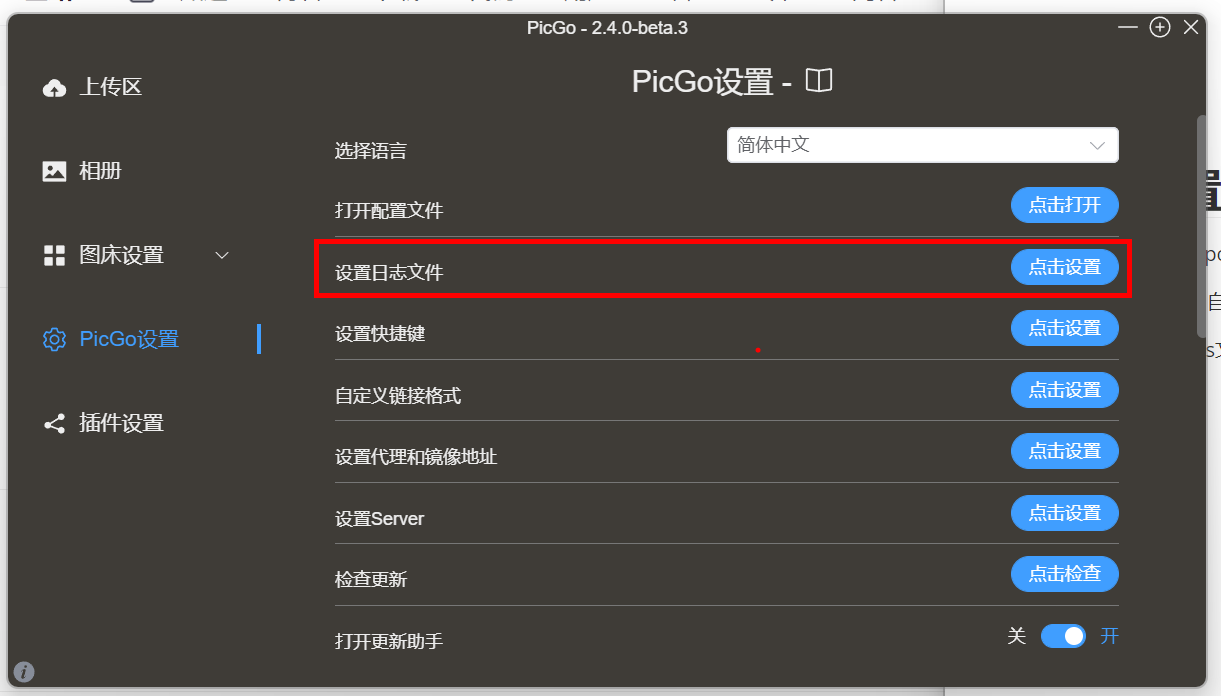 PicGo - 2.4.0-beta.3
上传区
相册
图床设置
PicGo设置
插件设置
PicGo设置 -
选择语言
简体中文
打开配置文件
点击打开
设置日志文件
点击设置
设置快捷键
点击设置
自定义链接格式
点击设置
设置代理和镜像地址
点击设置
设置Server
点击设置
检查更新
点击检查
打开更新助手
关
开